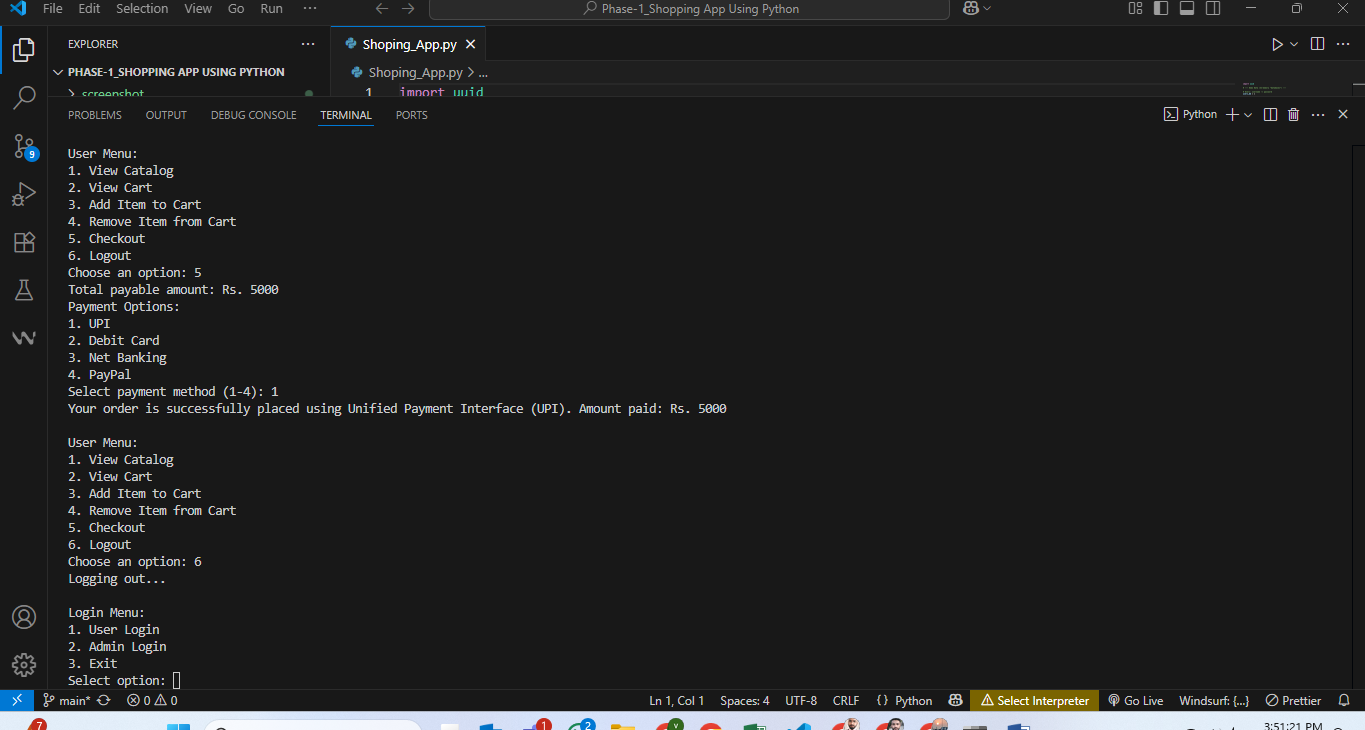 File Edit Selection View Go Run ··· Phase-1_Shopping App Using Python
EXPLORER ··· Shoping_App.py
PHASE-1_SHOPPING APP USING PYTHON Shoping_App.py > ...
screenshot 1 import uuid
PROBLEMS OUTPUT DEBUG CONSOLE TERMINAL PORTS Python
User Menu:
1. View Catalog
2. View Cart
3. Add Item to Cart
4. Remove Item from Cart
5. Checkout
6. Logout
Choose an option: 5
Total payable amount: Rs. 5000
Payment Options:
1. UPI
2. Debit Card
3. Net Banking
4. PayPal
Select payment method (1-4): 1
Your order is successfully placed using Unified Payment Interface (UPI). Amount paid: Rs. 5000
User Menu:
1. View Catalog
2. View Cart
3. Add Item to Cart
4. Remove Item from Cart
5. Checkout
6. Logout
Choose an option: 6
Logging out...
Login Menu:
1. User Login
2. Admin Login
3. Exit
Select option:
9
main* 0 0 Ln 1, Col 1 Spaces: 4 UTF-8 CRLF {} Python Select Interpreter Go Live Windsurf: {...} Prettier
7 1 2 v 3:51:21 PM